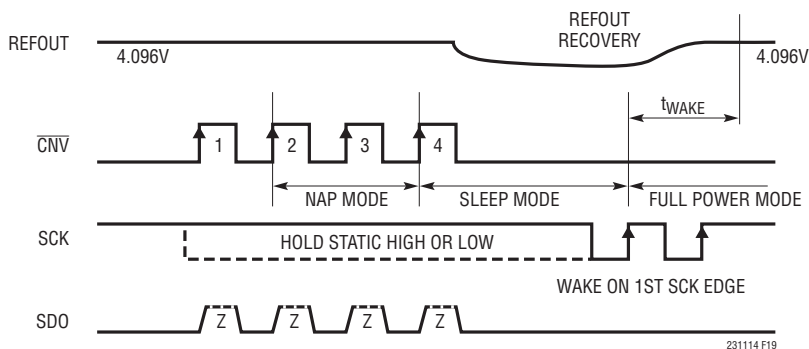 REFOUT
RECOVERY
REFOUT
4.096V
4.096V
tWAKE
CNV
1
2
3
4
NAP MODE
SLEEP MODE
FULL POWER MODE
SCK
HOLD STATIC HIGH OR LOW
WAKE ON 1ST SCK EDGE
SDO
Z
Z
Z
Z
231114 F19